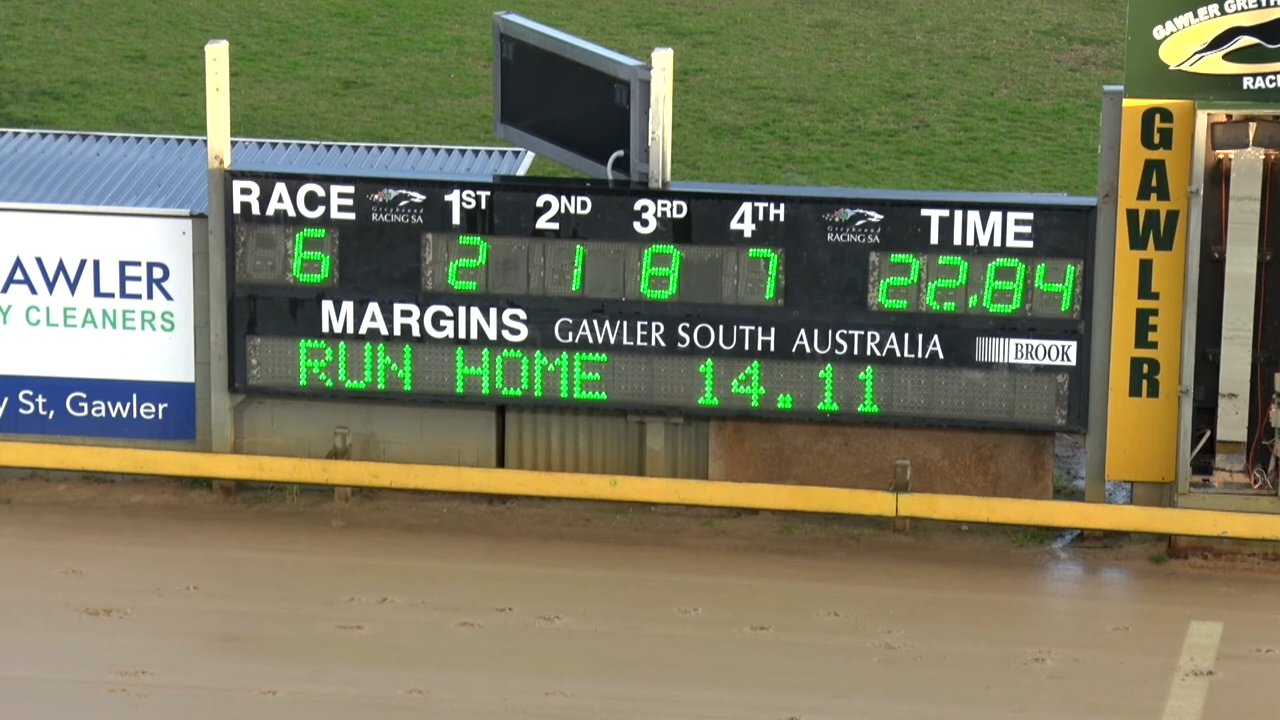 GAWLER GREYH
RAC
GAWLER
RACE
Greyhound
RACING SA
1ST 2ND 3RD 4TH
Greyhound
RACING SA
TIME
6 2 1 8 7 22.84
MARGINS GAWLER SOUTH AUSTRALIA BROOK
RUN HOME 14.11
AWLER
Y CLEANERS
y St, Gawler